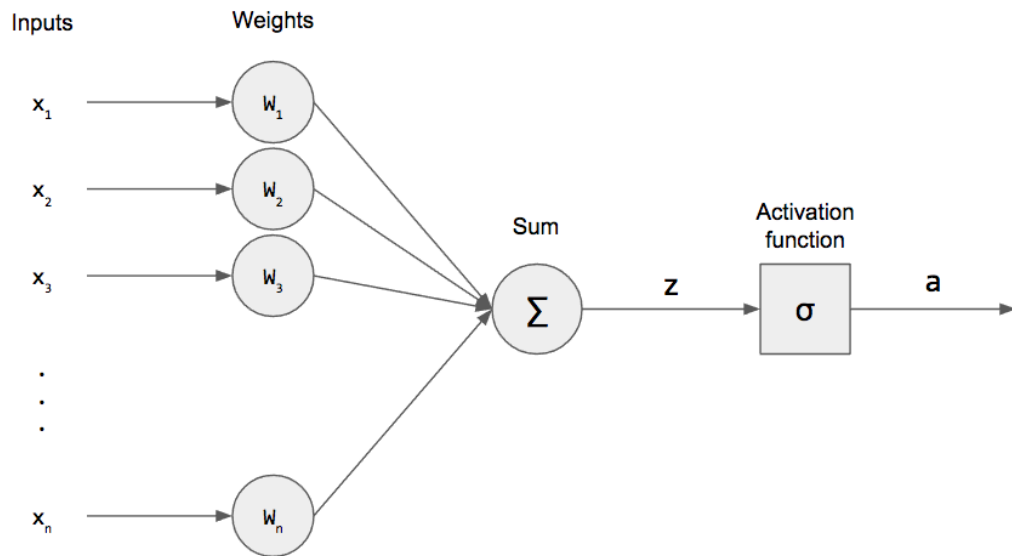 Inputs
Weights
x₁
W₁
x₂
W₂
x₃
W₃
.
.
.
xₙ
Wₙ
Sum
Σ
z
Activation
function
σ
a